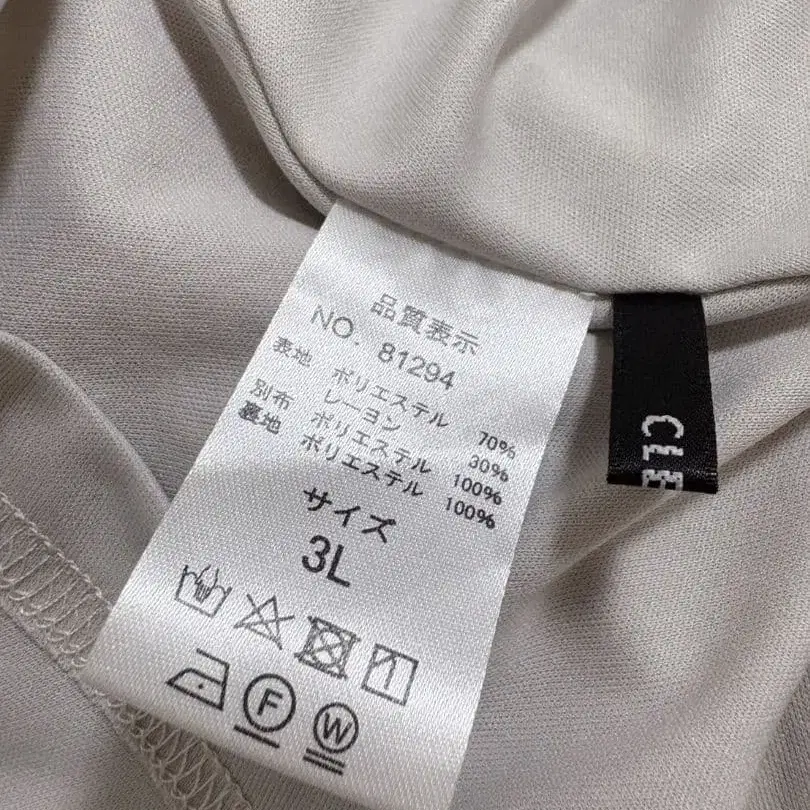 品質表示
NO. 81294
表地 ポリエステル 70%
レーヨン 30%
別布 ポリエステル 100%
裏地 ポリエステル 100%
サイズ
3L
F
W